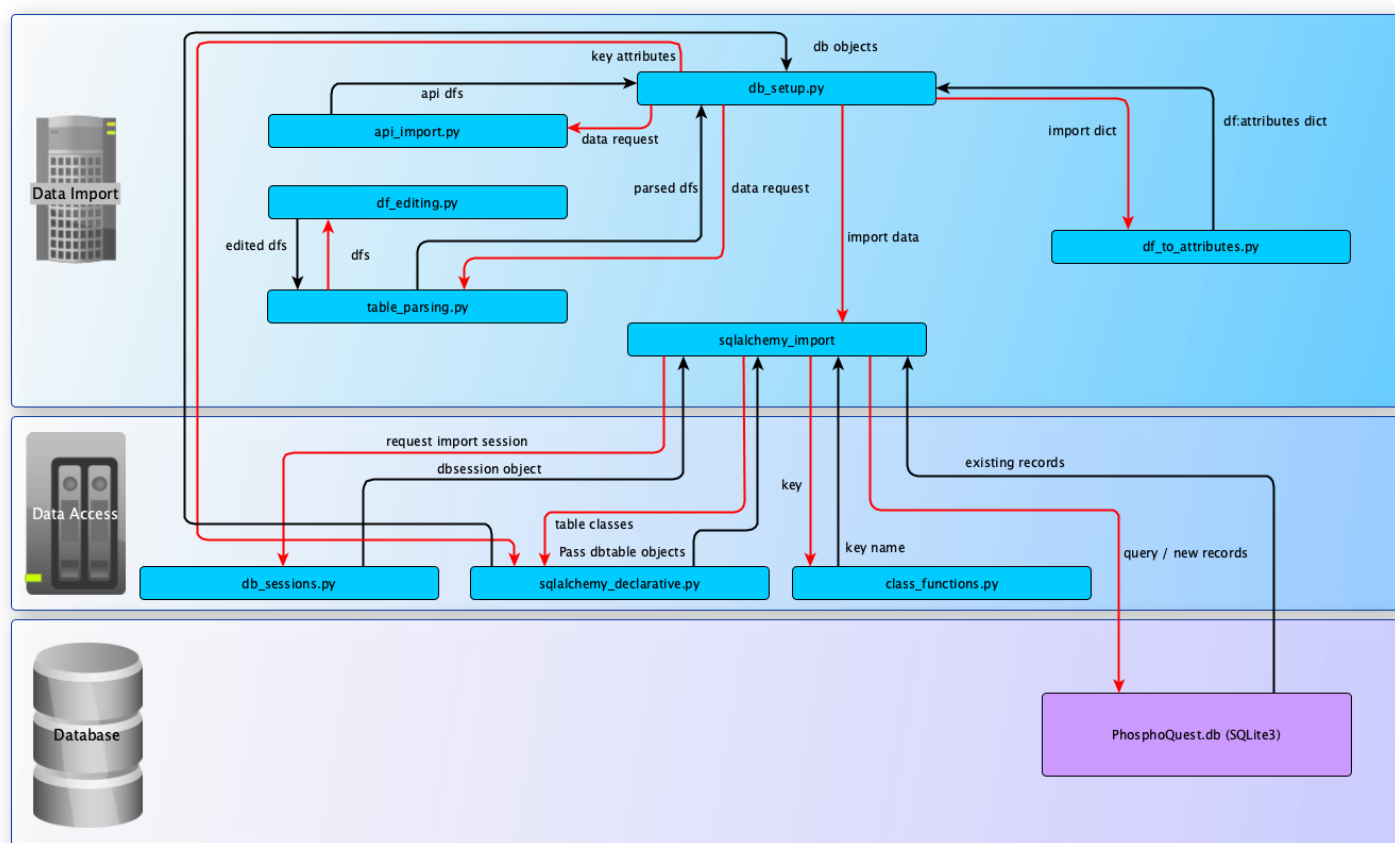 db objects
key attributes
db_setup.py
api dfs
api_import.py
data request
import dict
df:attributes dict
Data Import
df_editing.py
parsed dfs
data request
edited dfs
dfs
import data
df_to_attributes.py
table_parsing.py
sqlalchemy_import
request import session
dbsession object
existing records
key
Data Access
table classes
Pass dbtable objects
key name
query / new records
db_sessions.py
sqlalchemy_declarative.py
class_functions.py
Database
PhosphoQuest.db (SQLite3)